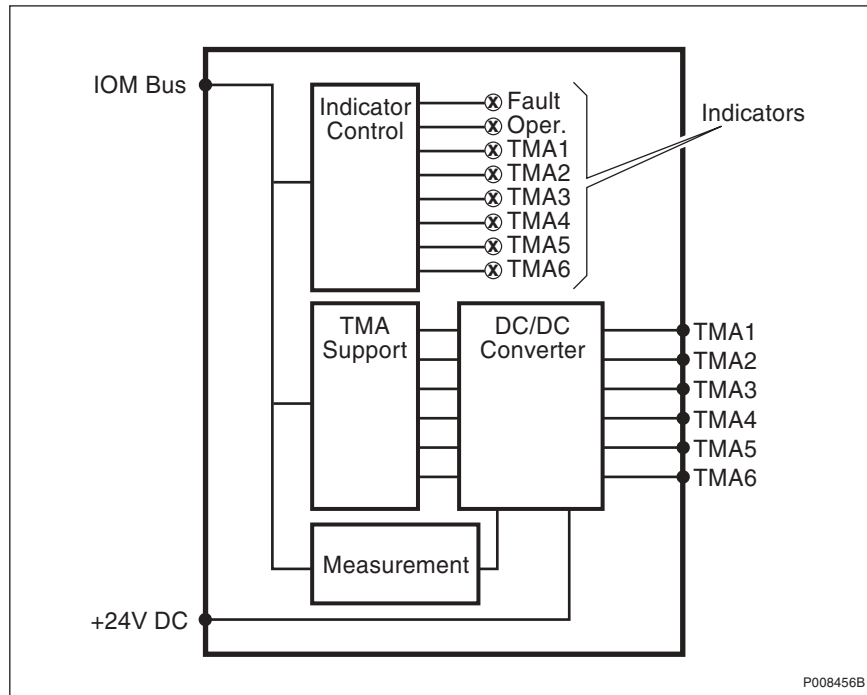 IOM Bus
Indicator
Control
Fault
Oper.
TMA1
TMA2
TMA3
TMA4
TMA5
TMA6
Indicators
TMA
Support
DC/DC
Converter
TMA1
TMA2
TMA3
TMA4
TMA5
TMA6
Measurement
+24V DC
P008456B